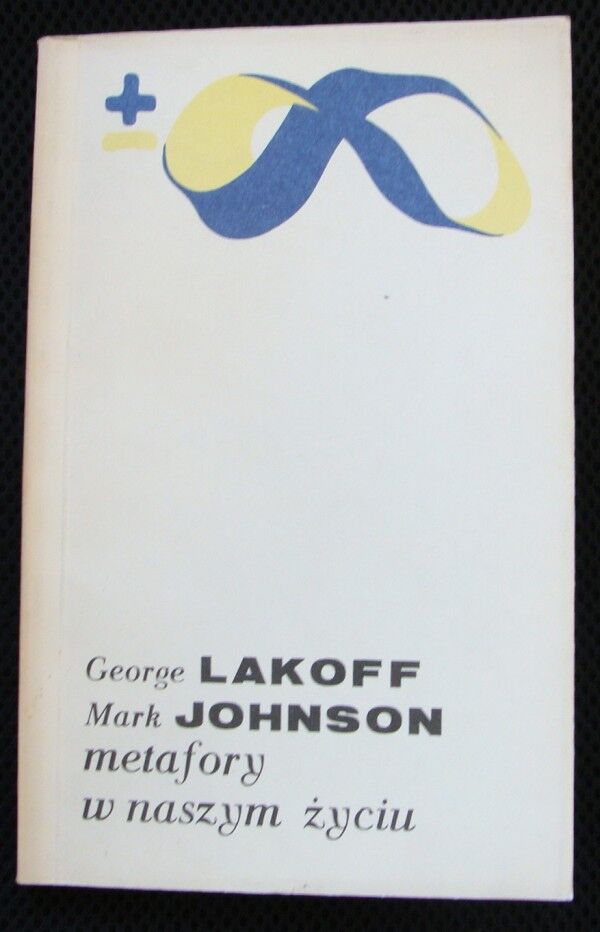 ±
George LAKOFF
Mark JOHNSON
metafory
w naszym życiu